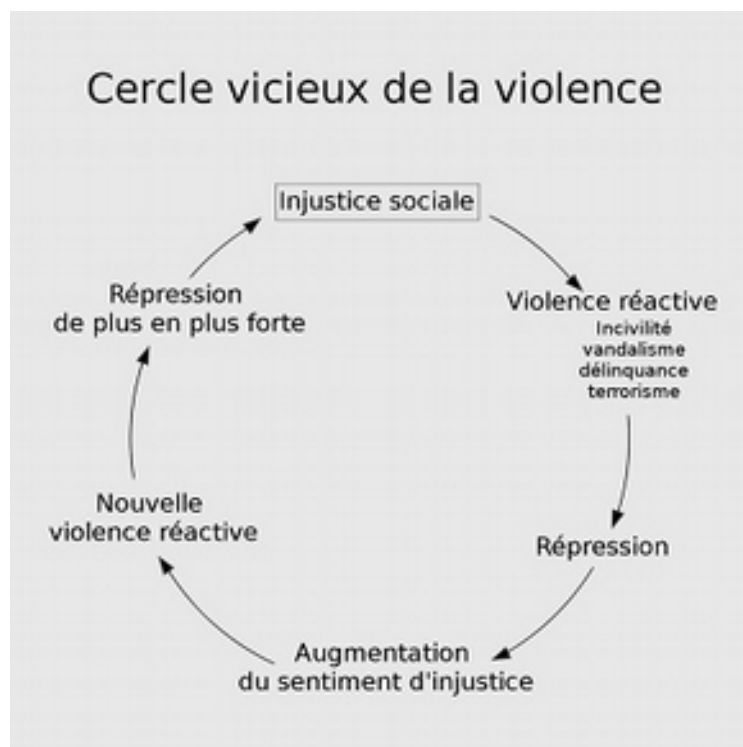 Cercle vicieux de la violence
Injustice sociale
Violence réactive
Incivilité
vandalisme
délinquance
terrorisme
Répression
Augmentation
du sentiment d'injustice
Nouvelle
violence réactive
Répression
de plus en plus forte